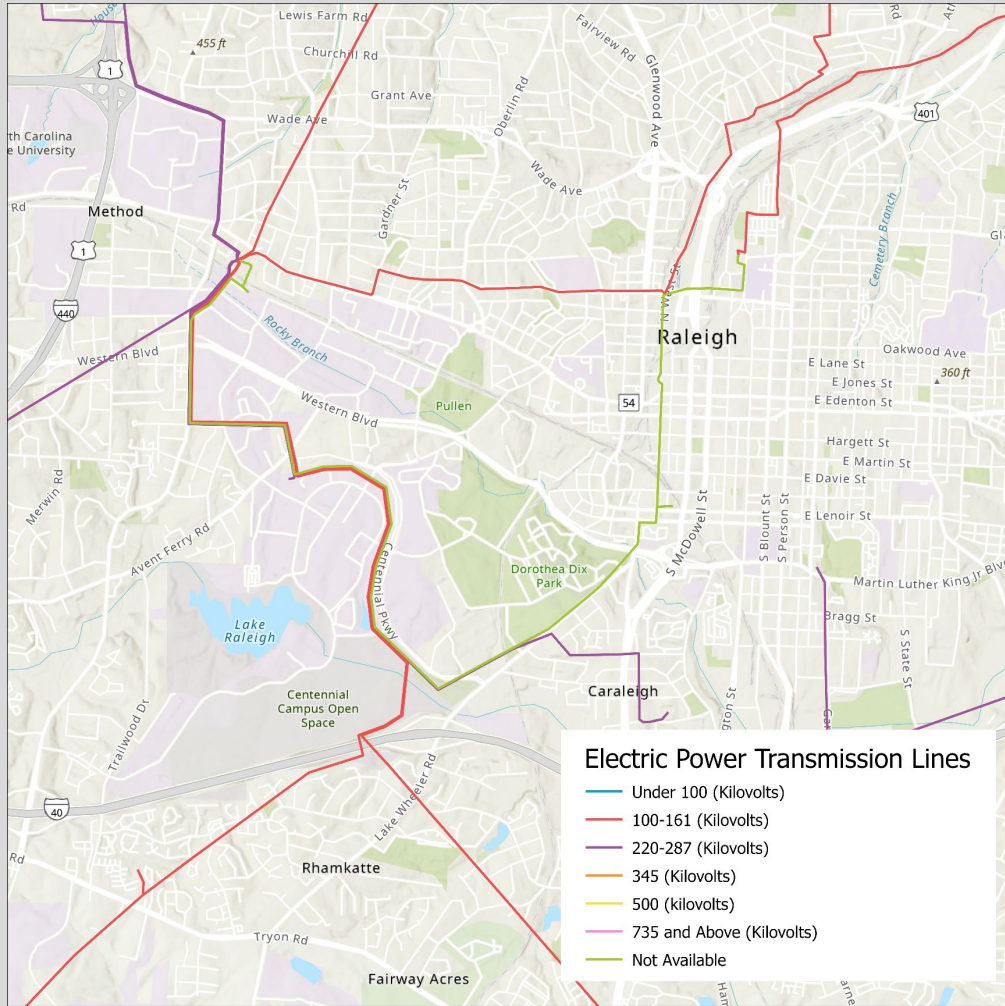 House
Lewis Farm Rd
Fairview Rd
Rd
455 ft
Churchill Rd
Glenwood Ave
1
Grant Ave
Oberlin Rd
401
Wade Ave
rth Carolina
e University
Wade Ave
Gardner St
Rd
Method
Cemetery Branch
1
N West St
440
Rocky Branch
Raleigh
Western Blvd
Oakwood Ave
E Lane St
360 ft
E Jones St
54
E Edenton St
Pullen
Western Blvd
Hargett St
E Martin St
E Davie St
Merwin Rd
S McDowell St
S Blount St
S Person St
E Lenoir St
Avent Ferry Rd
Centennial Pkwy
Dorothea Dix
Park
Martin Luther King Jr Blv
Bragg St
Lake
Raleigh
S State St
Caraleigh
Centennial
Campus Open
Space
gton St
Trailwood Dr
Electric Power Transmission Lines
Under 100 (Kilovolts)
40
Lake Wheeler Rd
100-161 (Kilovolts)
220-287 (Kilovolts)
Rd
Rhamkatte
345 (Kilovolts)
500 (kilovolts)
735 and Above (Kilovolts)
Tryon Rd
Not Available
Fairway Acres